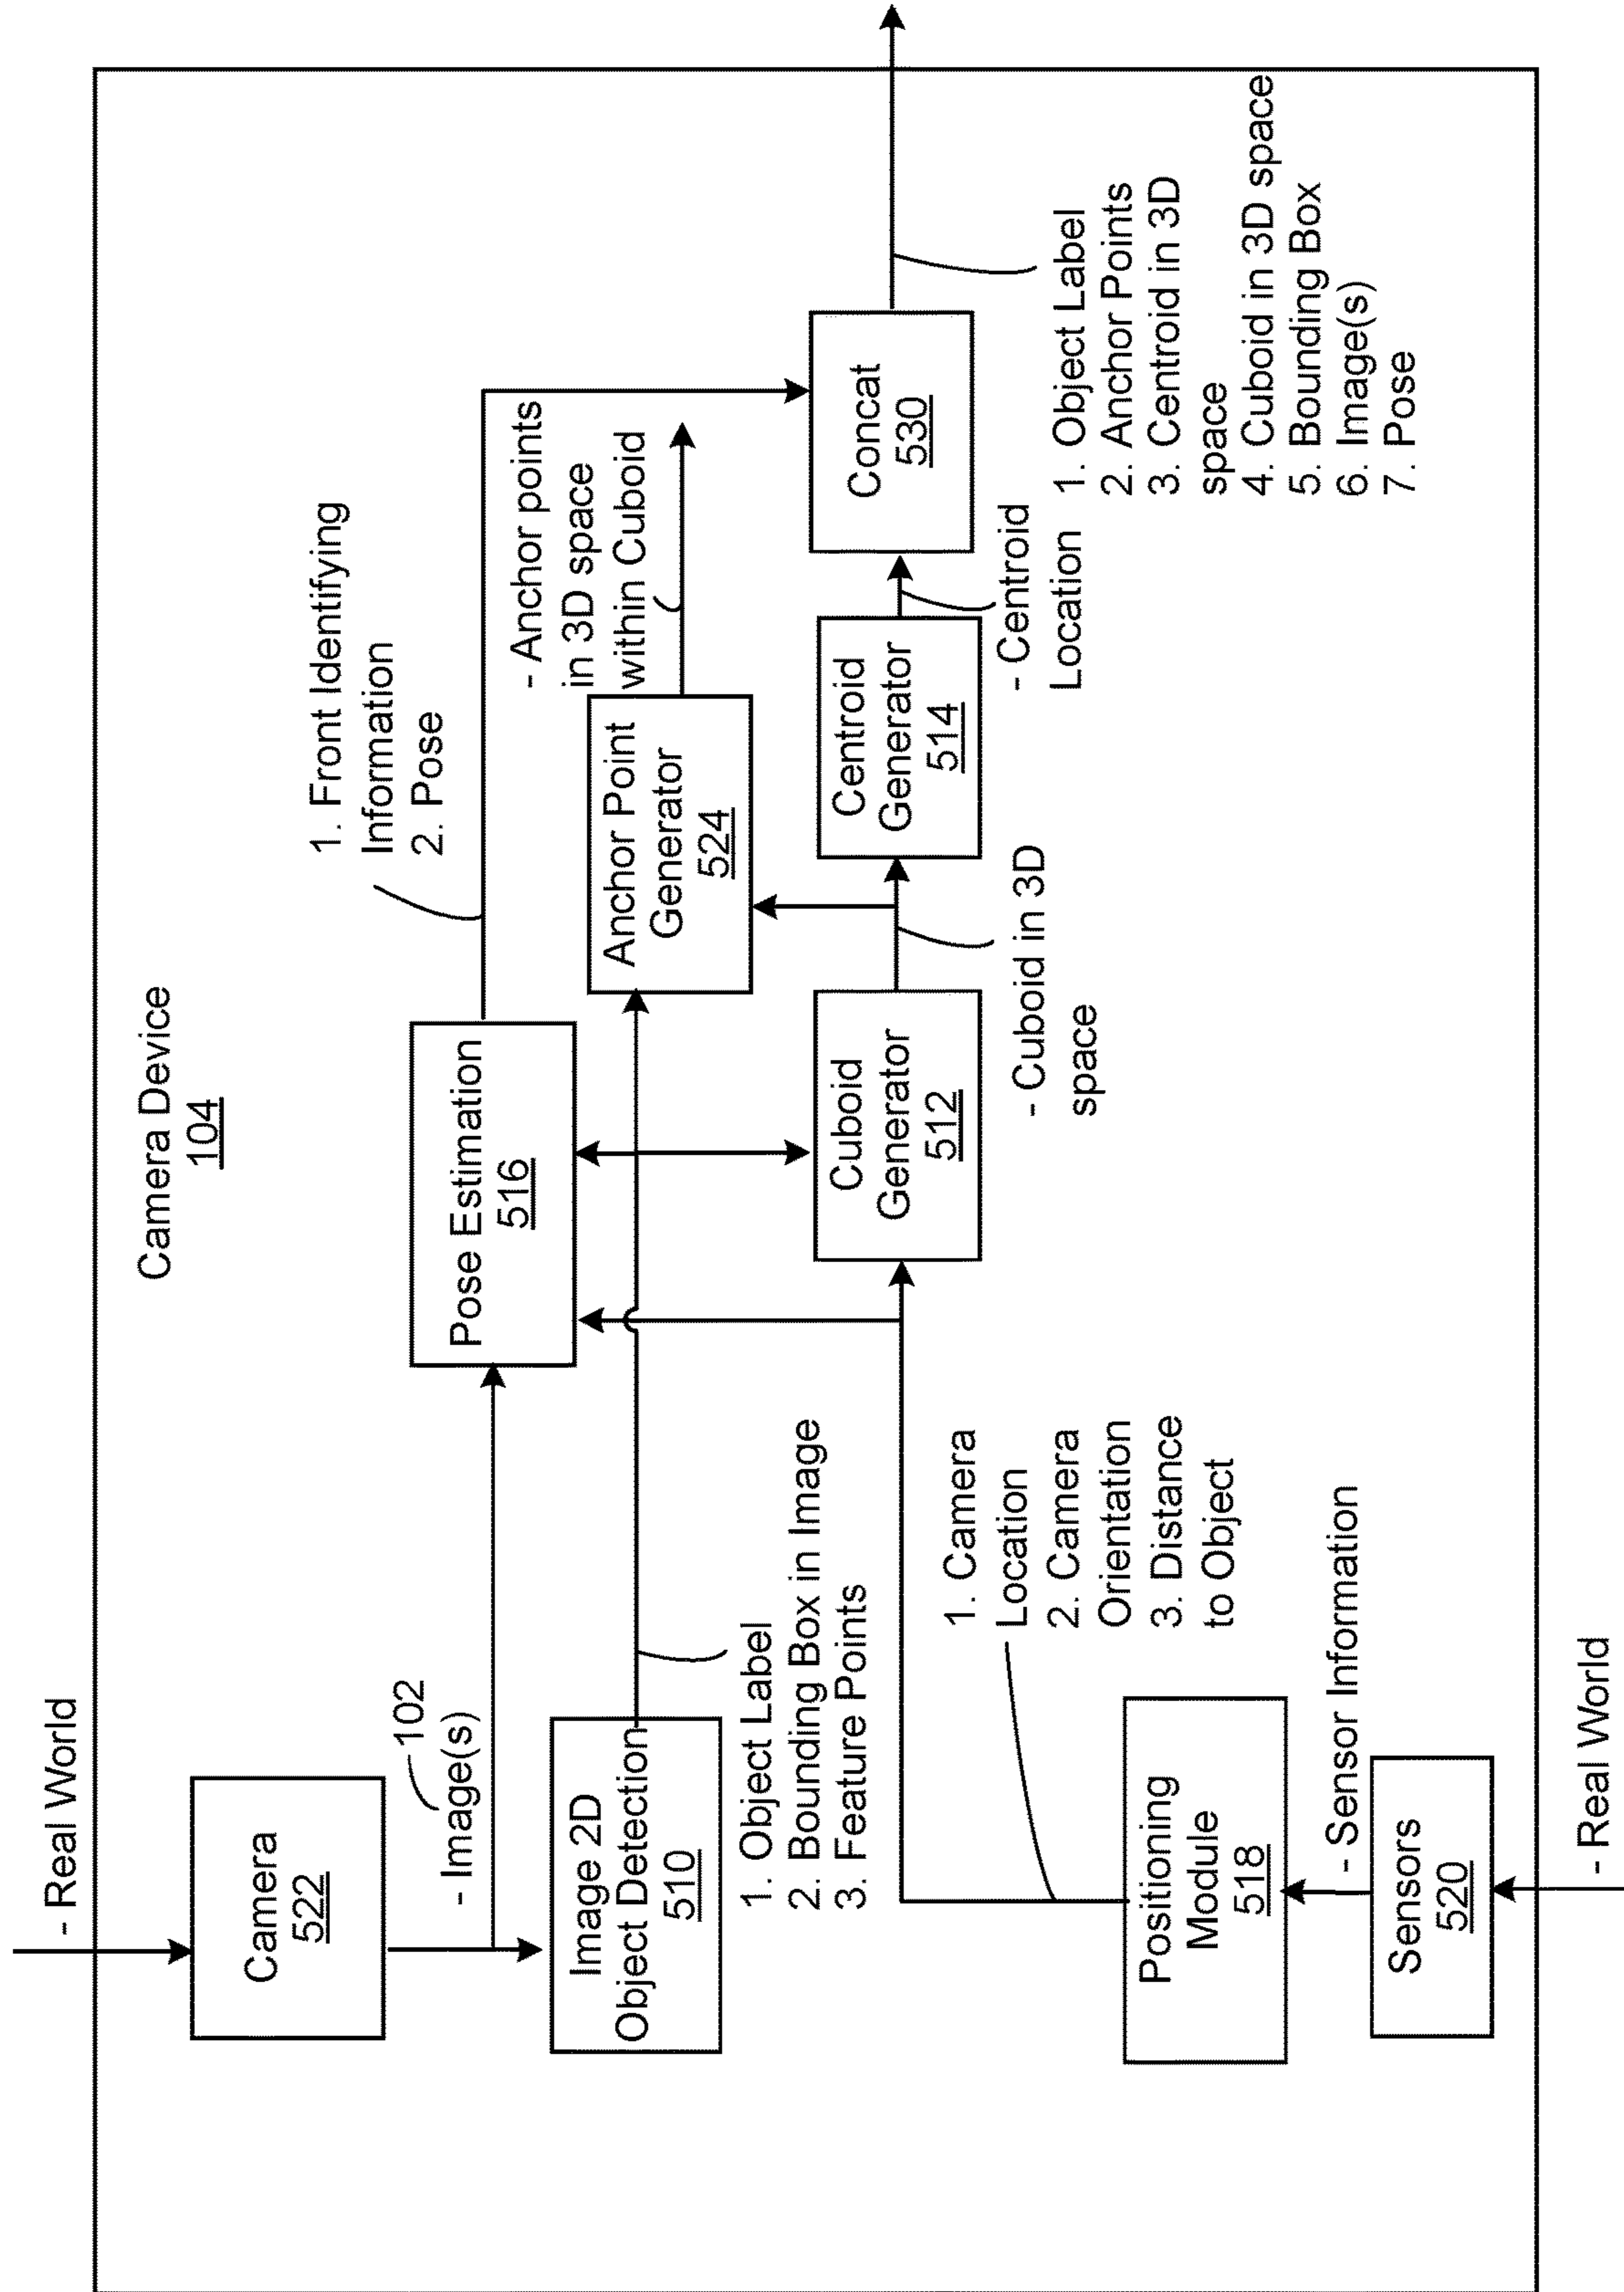 - Real World
Camera Device
104
Camera
522
102
- Image(s)
Image 2D
Object Detection
510
1. Object Label
2. Bounding Box in Image
3. Feature Points
Pose Estimation
516
1. Front Identifying
Information
2. Pose
Anchor Point
Generator
524
- Anchor points
in 3D space
within Cuboid
Positioning
Module
518
1. Camera
Location
2. Camera
Orientation
3. Distance
to Object
- Sensor Information
Sensors
520
- Real World
Cuboid
Generator
512
- Cuboid in 3D
space
Centroid
Generator
514
- Centroid
Location
Concat
530
1. Object Label
2. Anchor Points
3. Centroid in 3D
space
4. Cuboid in 3D space
5. Bounding Box
6. Image(s)
7. Pose